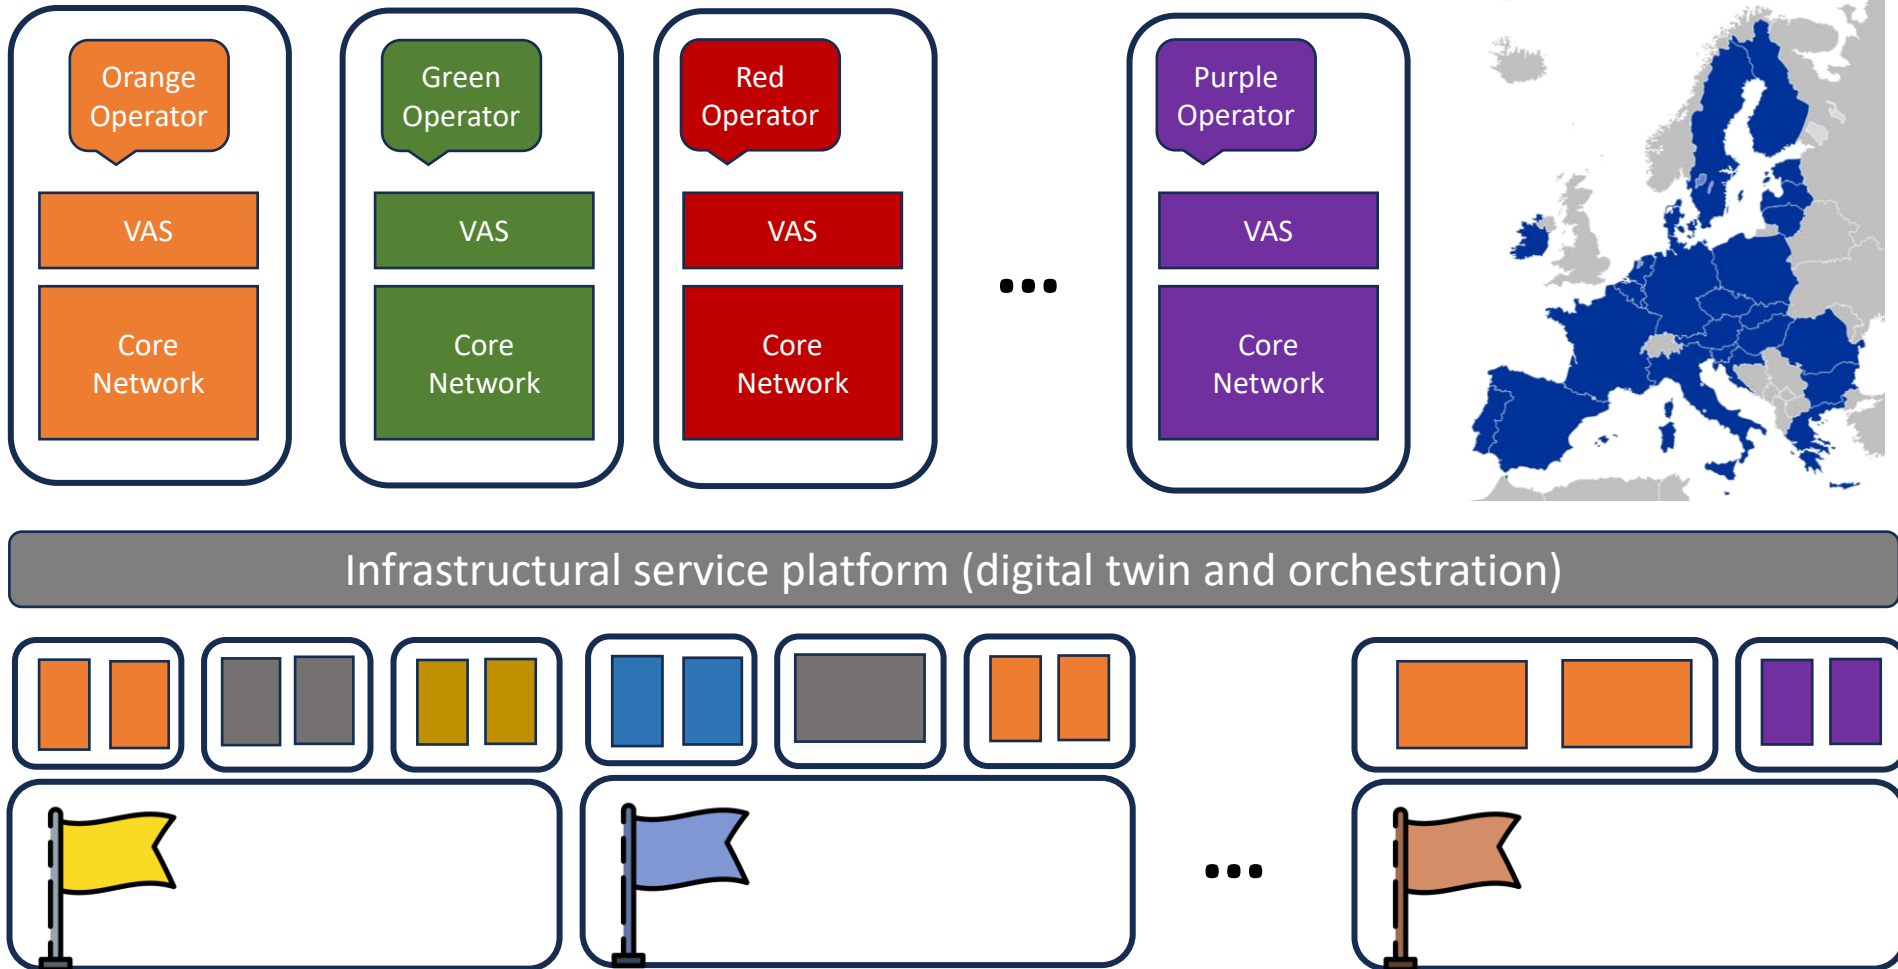 Orange
Operator
Green
Operator
Red
Operator
Purple
Operator
VAS
VAS
VAS
VAS
...
Core
Network
Core
Network
Core
Network
Core
Network
Infrastructural service platform (digital twin and orchestration)
...